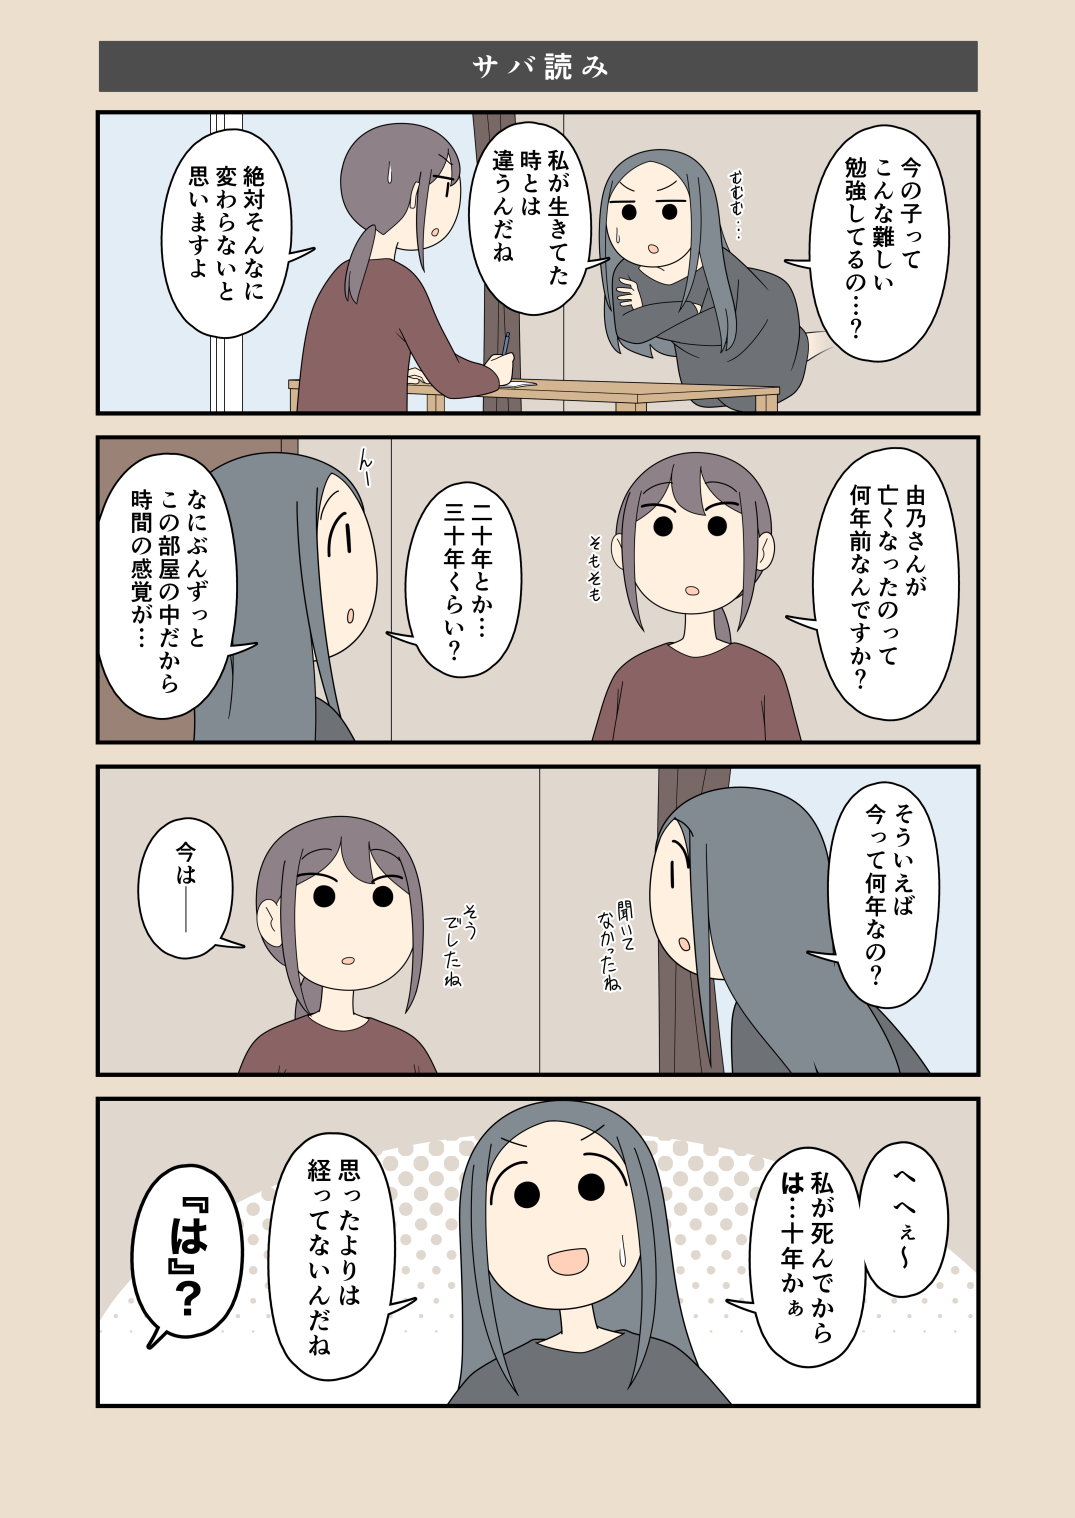 サバ読み
今の子って
こんな難しい
勉強してるの…？
むむむ…
私が生きてた
時とは
違うんだね
絶対そんなに
変わらないと
思いますよ
由乃さんが
亡くなったのって
何年前なんですか？
そもそも
二十年とか…
三十年くらい？
んー
なにぶんずっと
この部屋の中だから
時間の感覚が…
そういえば
今って何年なの？
聞いて
なかったね
そう
でしたね
今は――
へへぇ～
私が死んでから
は…十年かぁ
思ったよりは
経ってないんだね
『は』？